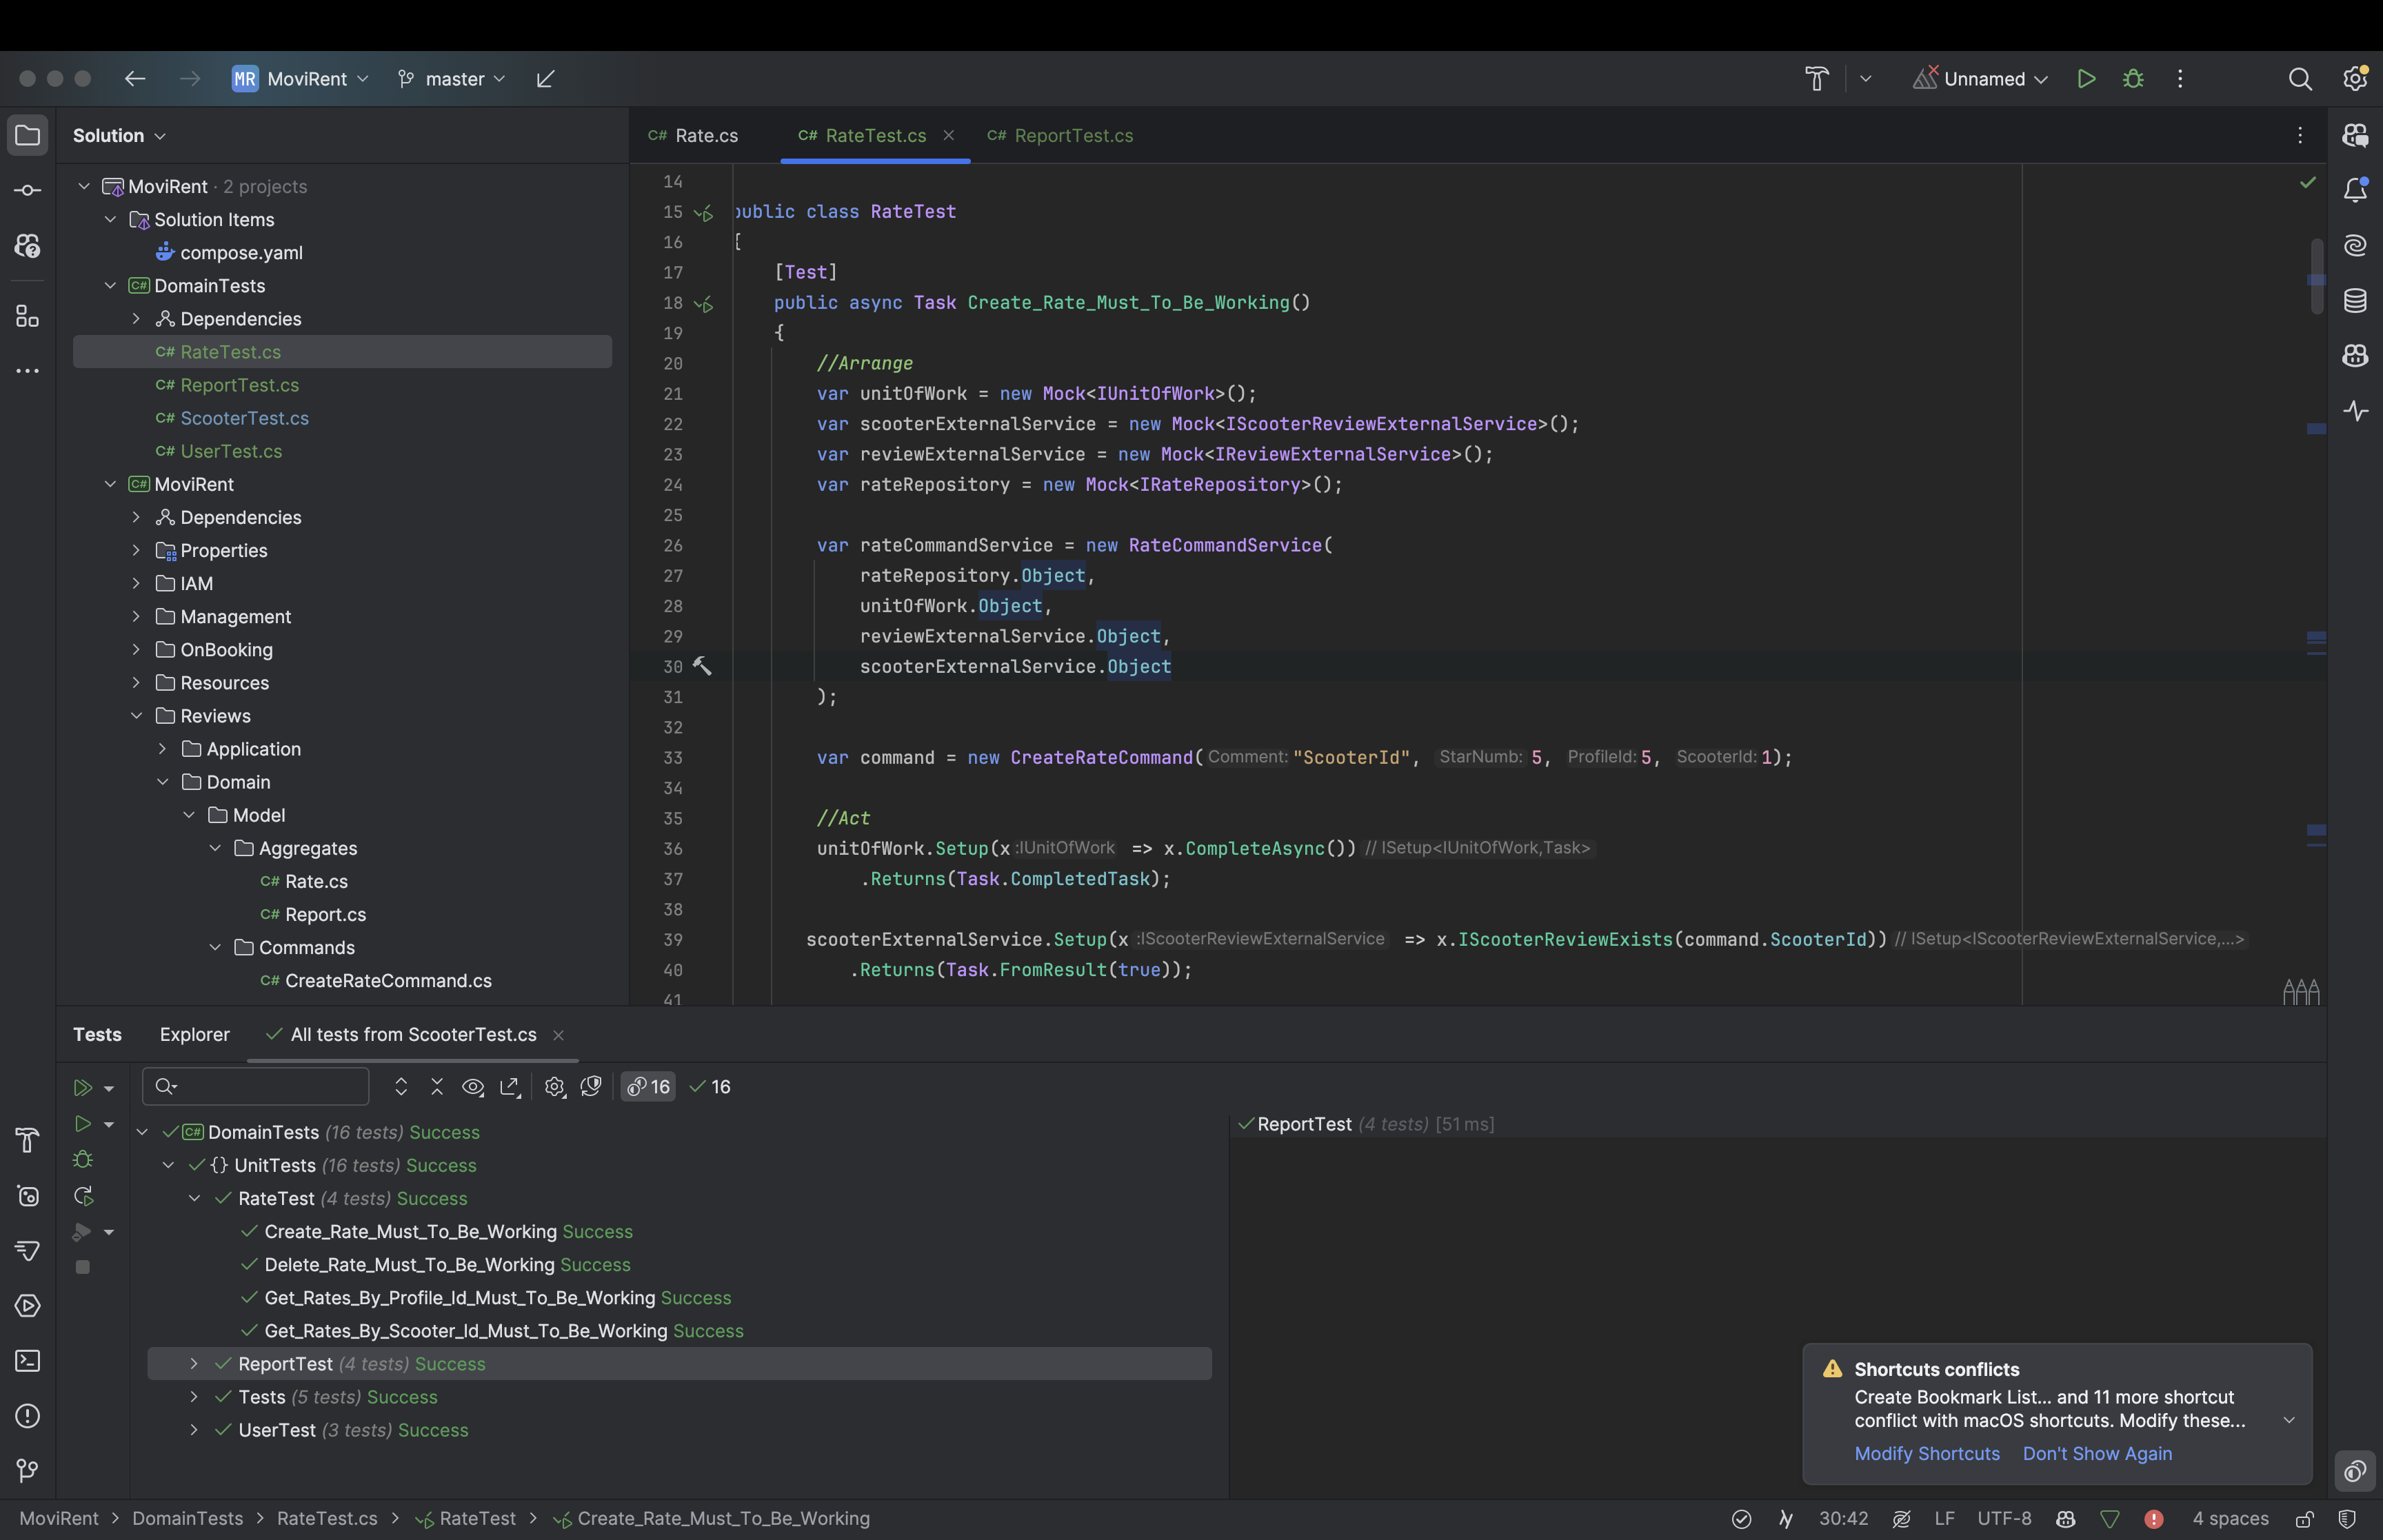 MR MoviRent master Unnamed
Solution
C# Rate.cs C# RateTest.cs C# ReportTest.cs
MoviRent · 2 projects
Solution Items
compose.yaml
C# DomainTests
Dependencies
C# RateTest.cs
C# ReportTest.cs
C# ScooterTest.cs
C# UserTest.cs
C# MoviRent
Dependencies
Properties
IAM
Management
OnBooking
Resources
Reviews
Application
Domain
Model
Aggregates
C# Rate.cs
C# Report.cs
Commands
C# CreateRateCommand.cs
14
15 public class RateTest
16 {
17 [Test]
18 public async Task Create_Rate_Must_To_Be_Working()
19 {
20 //Arrange
21 var unitOfWork = new Mock<IUnitOfWork>();
22 var scooterExternalService = new Mock<IScooterReviewExternalService>();
23 var reviewExternalService = new Mock<IReviewExternalService>();
24 var rateRepository = new Mock<IRateRepository>();
25
26 var rateCommandService = new RateCommandService(
27 rateRepository.Object,
28 unitOfWork.Object,
29 reviewExternalService.Object,
30 scooterExternalService.Object
31 );
32
33 var command = new CreateRateCommand( Comment: "ScooterId", StarNumb: 5, ProfileId: 5, ScooterId: 1);
34
35 //Act
36 unitOfWork.Setup(x :IUnitOfWork => x.CompleteAsync()) // ISetup<IUnitOfWork,Task>
37 .Returns(Task.CompletedTask);
38
39 scooterExternalService.Setup(x :IScooterReviewExternalService => x.IScooterReviewExists(command.ScooterId)) // ISetup<IScooterReviewExternalService,...>
40 .Returns(Task.FromResult(true));
41
Tests Explorer All tests from ScooterTest.cs
16 16
C# DomainTests (16 tests) Success
{} UnitTests (16 tests) Success
RateTest (4 tests) Success
Create_Rate_Must_To_Be_Working Success
Delete_Rate_Must_To_Be_Working Success
Get_Rates_By_Profile_Id_Must_To_Be_Working Success
Get_Rates_By_Scooter_Id_Must_To_Be_Working Success
ReportTest (4 tests) Success
Tests (5 tests) Success
UserTest (3 tests) Success
ReportTest (4 tests) [51 ms]
Shortcuts conflicts
Create Bookmark List... and 11 more shortcut
conflict with macOS shortcuts. Modify these...
Modify Shortcuts Don't Show Again
MoviRent > DomainTests > RateTest.cs > RateTest > Create_Rate_Must_To_Be_Working 30:42 LF UTF-8 4 spaces